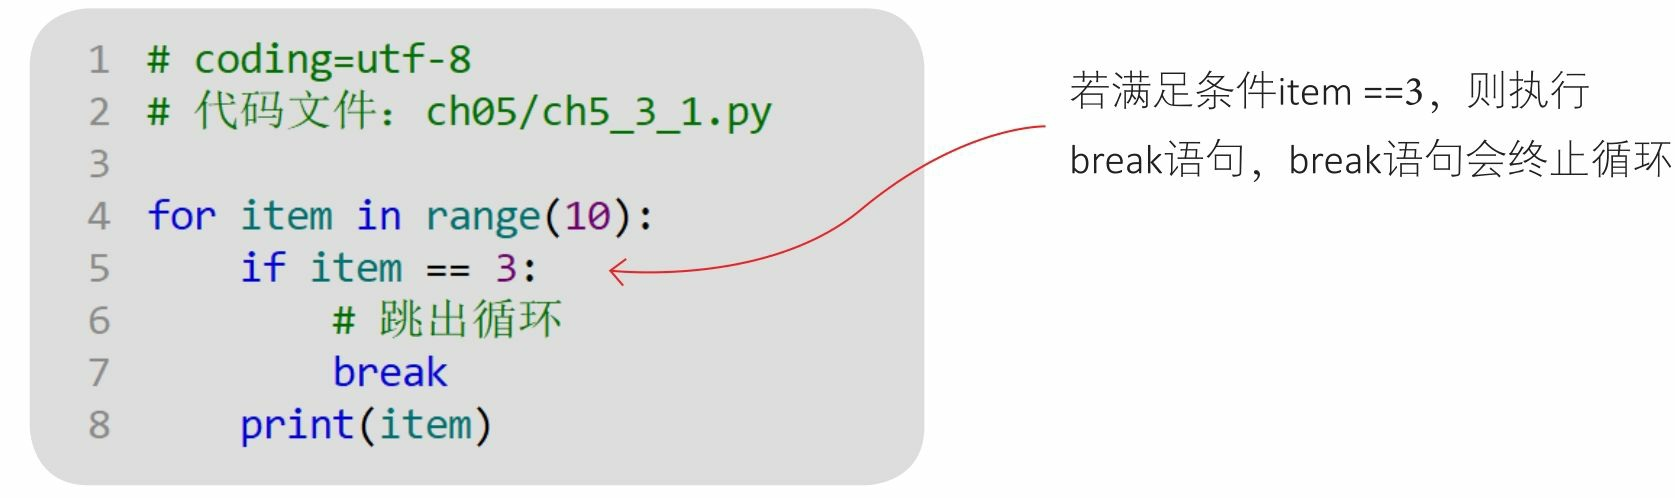 1 # coding=utf-8
2 # 代码文件：ch05/ch5_3_1.py
3
4 for item in range(10):
5     if item == 3:
6         # 跳出循环
7         break
8     print(item)
若满足条件item ==3，则执行
break语句，break语句会终止循环